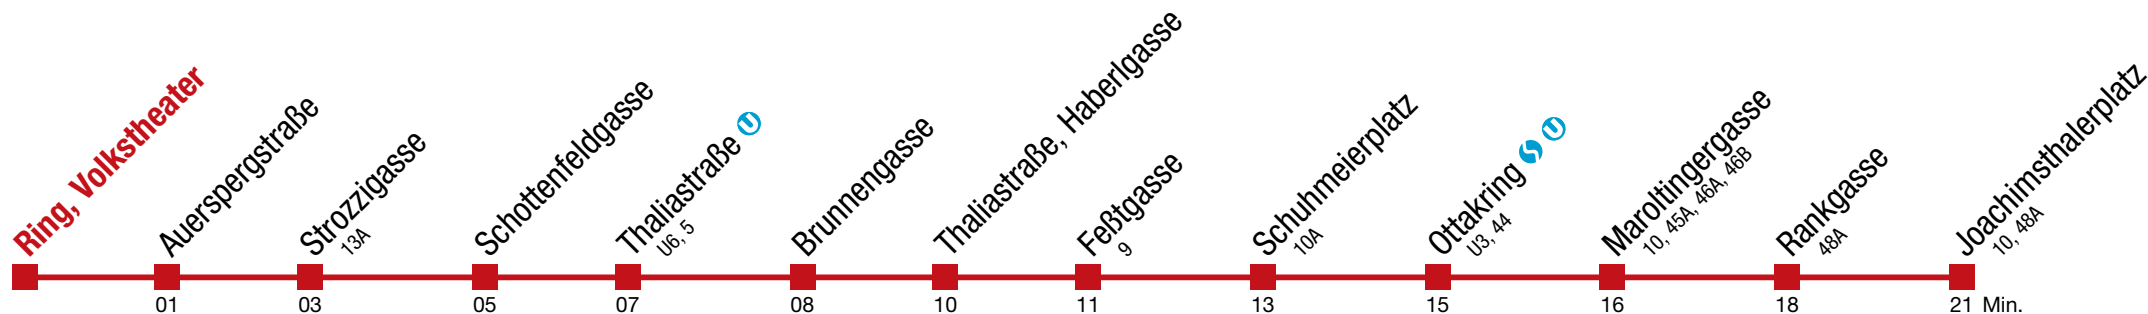 Ring, Volkstheater
Auerspergstraße
01
Strozzigasse
13A
03
Schottenfeldgasse
05
Thaliastraße U
U6, 5
07
Brunnengasse
08
Thaliastraße, Haberlgasse
10
Feßtgasse
9
11
Schuhmeierplatz
10A
13
Ottakring S U
U3, 44
15
Maroltingergasse
10, 45A, 46A, 46B
16
Rankgasse
48A
18
Joachimsthalerplatz
10, 48A
21 Min.